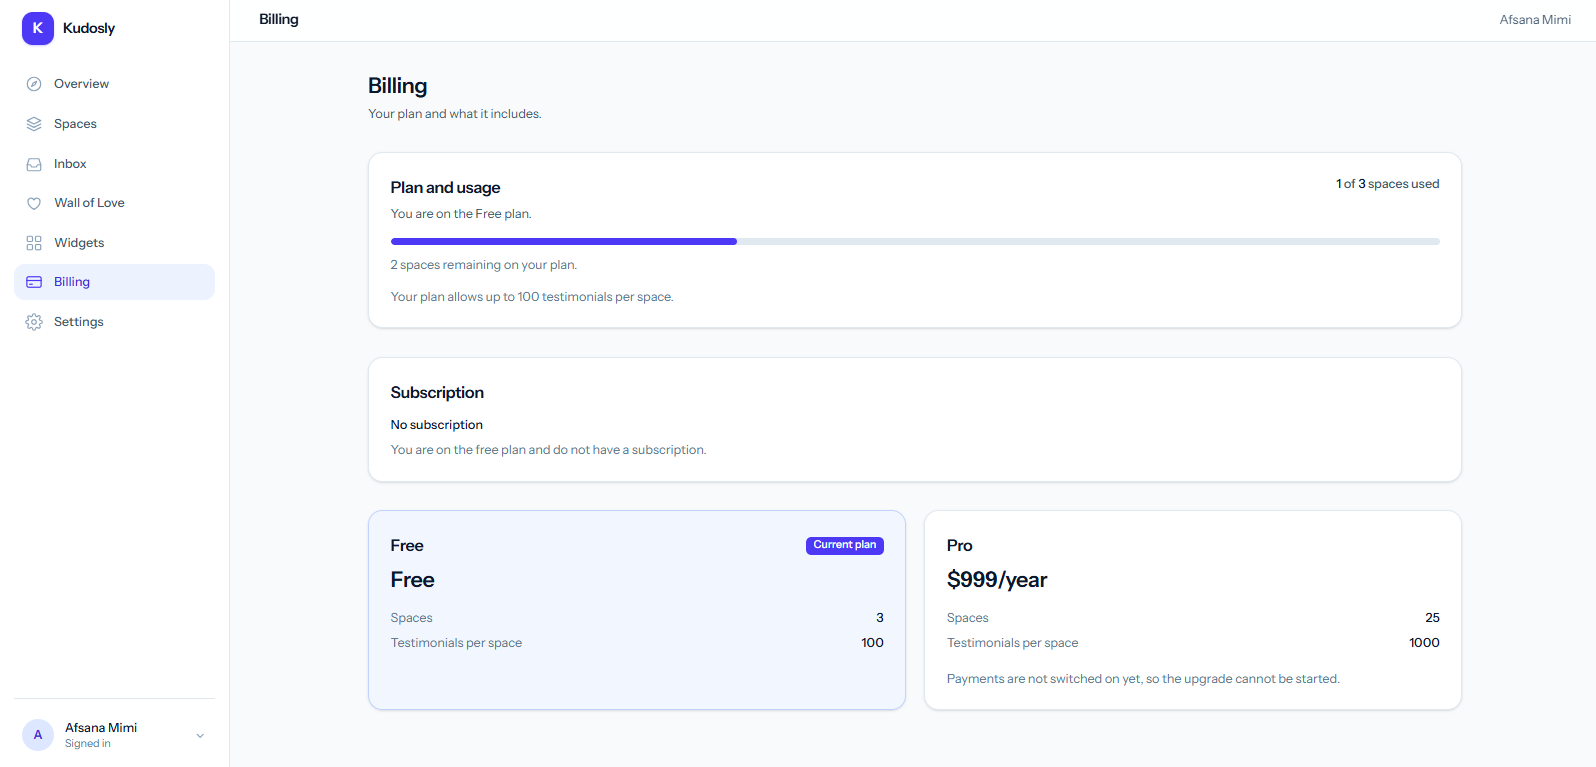 K Kudosly
Overview
Spaces
Inbox
Wall of Love
Widgets
Billing
Settings
A
Afsana Mimi
Signed in
Billing
Afsana Mimi
Billing
Your plan and what it includes.
Plan and usage
1 of 3 spaces used
You are on the Free plan.
2 spaces remaining on your plan.
Your plan allows up to 100 testimonials per space.
Subscription
No subscription
You are on the free plan and do not have a subscription.
Free
Current plan
Free
Spaces 3
Testimonials per space 100
Pro
$999/year
Spaces 25
Testimonials per space 1000
Payments are not switched on yet, so the upgrade cannot be started.